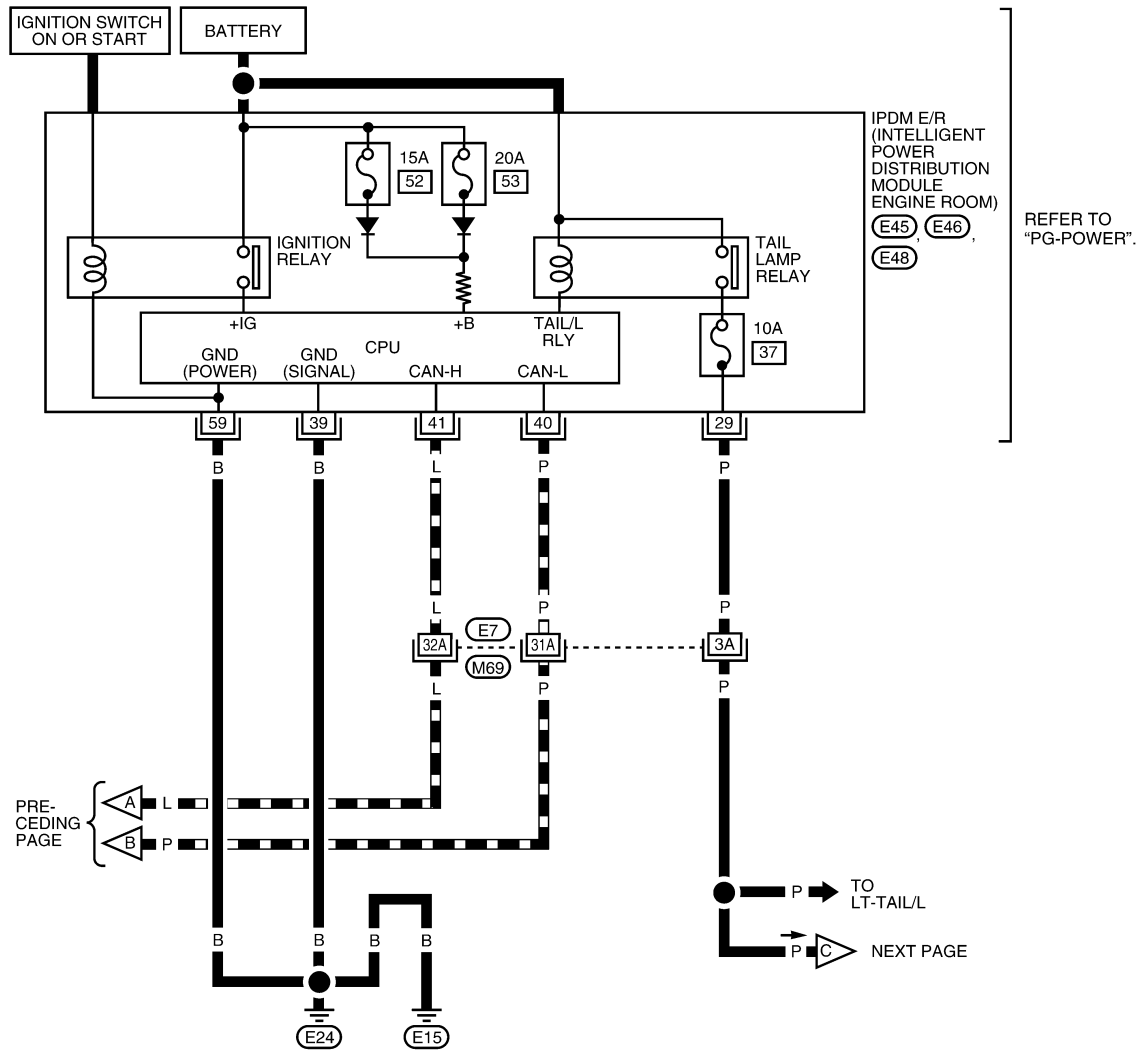 IGNITION SWITCH
ON OR START
BATTERY
IPDM E/R
(INTELLIGENT
POWER
DISTRIBUTION
MODULE
ENGINE ROOM)
E45 , E46 ,
E48
REFER TO
“PG-POWER”.
15A
52
20A
53
IGNITION
RELAY
TAIL
LAMP
RELAY
+IG
+B
TAIL/L
RLY
10A
37
CPU
GND
(POWER)
GND
(SIGNAL)
CAN-H
CAN-L
59
39
41
40
29
B
B
L
P
P
L
P
P
E7
32A
31A
3A
M69
L
P
P
PRE-
CEDING
PAGE
A
L
B
P
P
TO
LT-TAIL/L
B
B
B
B
P
C
NEXT PAGE
E24
E15